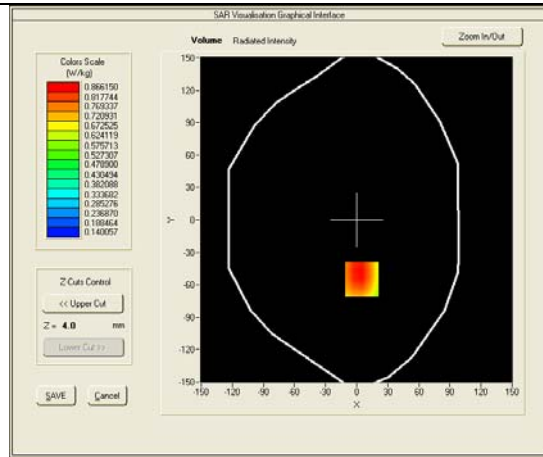 SAR Visualisation Graphical Interface
Volume Radiated Intensity
Zoom In/Out
Colors Scale
(W/kg)
0.866150
0.817744
0.769337
0.720931
0.672525
0.624119
0.575713
0.527307
0.478900
0.430494
0.382088
0.333682
0.285276
0.236870
0.188464
0.140057
Z-Cuts Control
<< Upper Cut
Z = 4.0 mm
Lower Cut >>
SAVE
Cancel
150
120
90
60
30
0
-30
-60
-90
-120
-150
Y
-150 -120 -90 -60 -30 0 30 60 90 120 150
X